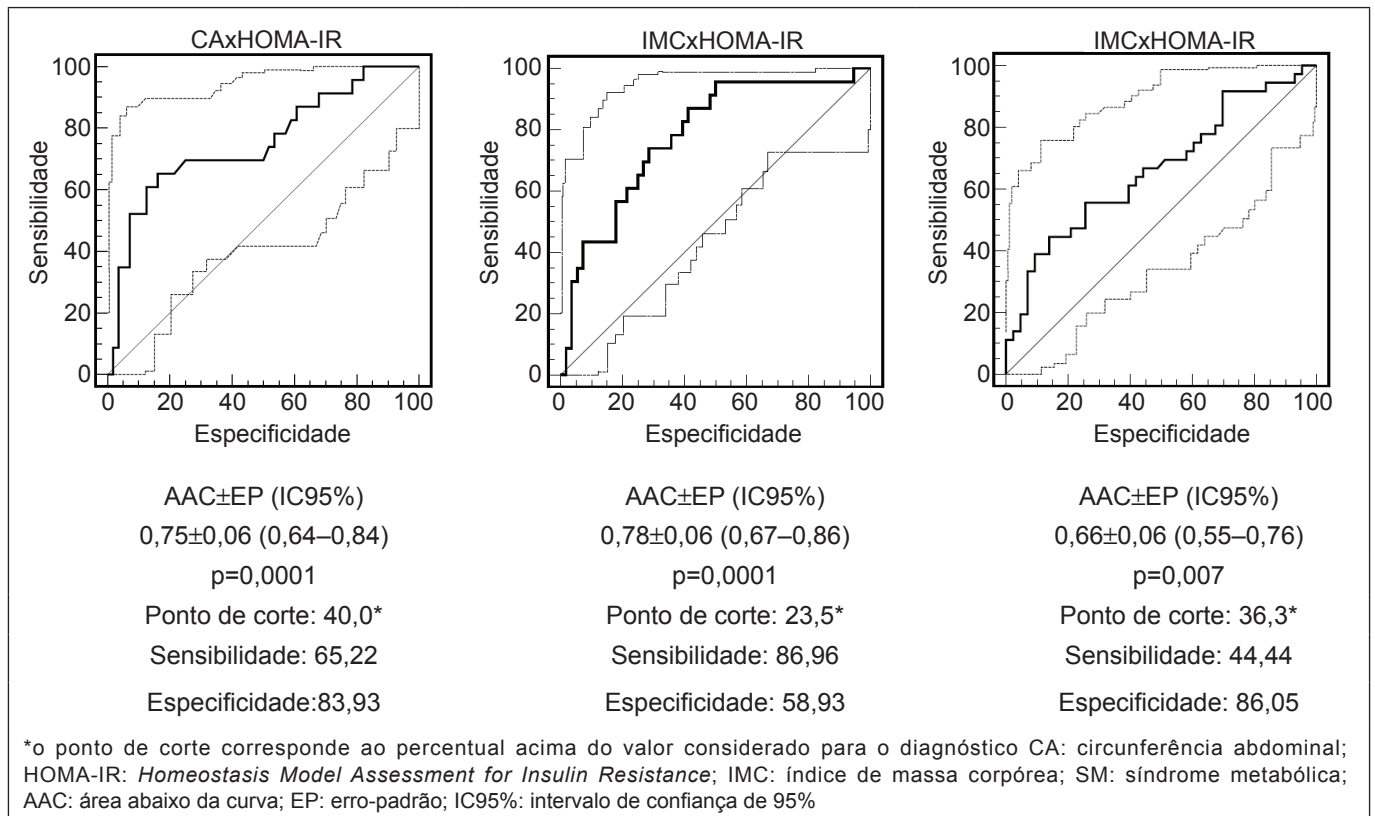 CAxHOMA-IR
Sensibilidade
100
80
60
40
20
0
0 20 40 60 80 100
Especificidade
AAC±EP (IC95%)
0,75±0,06 (0,64–0,84)
p=0,0001
Ponto de corte: 40,0*
Sensibilidade: 65,22
Especificidade:83,93
IMCxHOMA-IR
Sensibilidade
100
80
60
40
20
0
0 20 40 60 80 100
Especificidade
AAC±EP (IC95%)
0,78±0,06 (0,67–0,86)
p=0,0001
Ponto de corte: 23,5*
Sensibilidade: 86,96
Especificidade: 58,93
IMCxHOMA-IR
Sensibilidade
100
80
60
40
20
0
0 20 40 60 80 100
Especificidade
AAC±EP (IC95%)
0,66±0,06 (0,55–0,76)
p=0,007
Ponto de corte: 36,3*
Sensibilidade: 44,44
Especificidade: 86,05
*o ponto de corte corresponde ao percentual acima do valor considerado para o diagnóstico CA: circunferência abdominal;
HOMA-IR: Homeostasis Model Assessment for Insulin Resistance; IMC: índice de massa corpórea; SM: síndrome metabólica;
AAC: área abaixo da curva; EP: erro-padrão; IC95%: intervalo de confiança de 95%